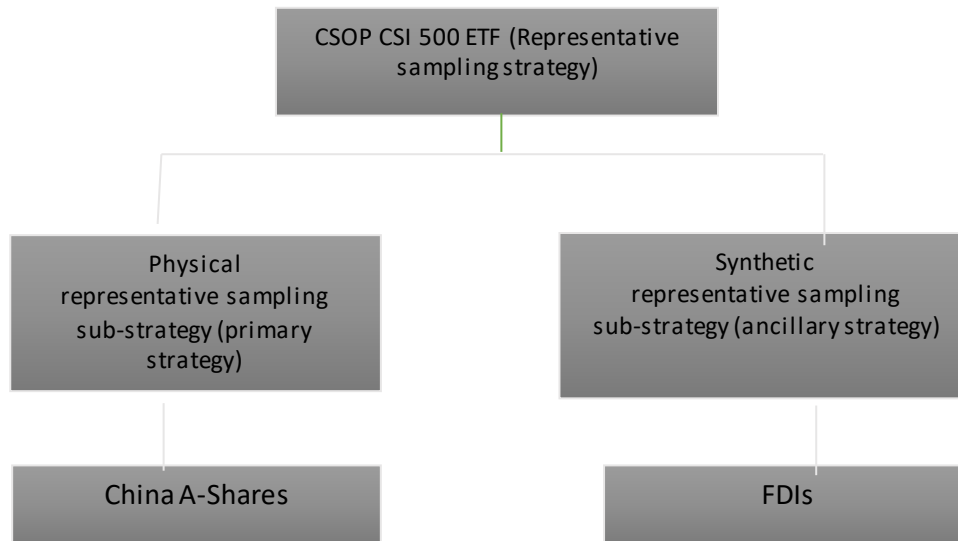 CSOP CSI 500 ETF (Representative
sampling strategy)
Physical
representative sampling
sub-strategy (primary
strategy)
Synthetic
representative sampling
sub-strategy (ancillary strategy)
China A-Shares
FDIs